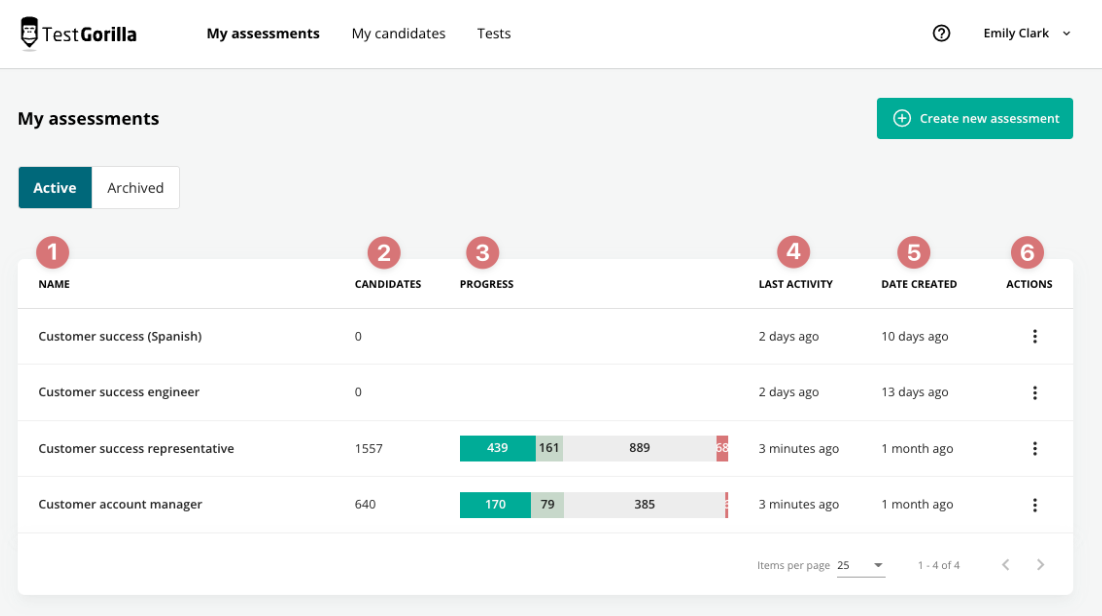 TestGorilla My assessments My candidates Tests ? Emily Clark
My assessments Create new assessment
Active Archived
1 2 3 4 5 6
NAME CANDIDATES PROGRESS LAST ACTIVITY DATE CREATED ACTIONS
Customer success (Spanish) 0 2 days ago 10 days ago
Customer success engineer 0 2 days ago 13 days ago
Customer success representative 1557 439 161 889 68 3 minutes ago 1 month ago
Customer account manager 640 170 79 385 3 minutes ago 1 month ago
Items per page 25 1 - 4 of 4